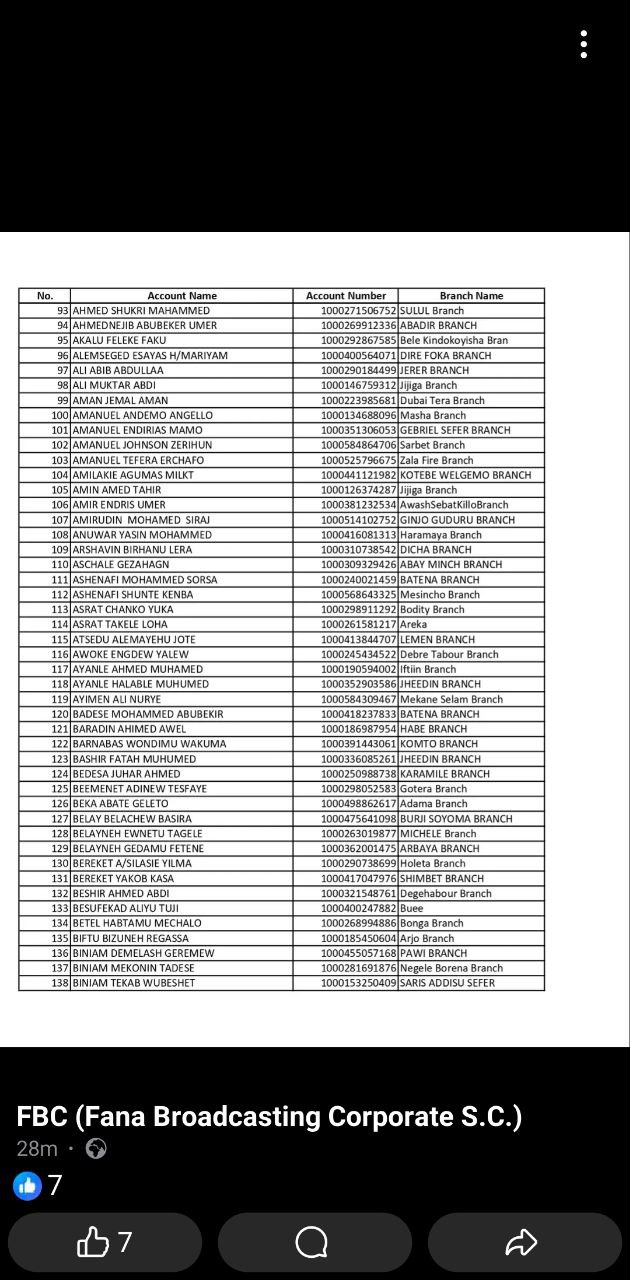 No. Account Name Account Number Branch Name
93 AHMED SHUKRI MAHAMMED 1000271506752 SULUL Branch
94 AHMEDNEJIB ABUBEKER UMER 1000269912336 ABADIR BRANCH
95 AKALU FELEKE FAKU 1000292867585 Bele Kindokoyisha Bran
96 ALEMSEGED ESAYAS H/MARIYAM 1000400564071 DIRE FOKA BRANCH
97 ALI ABIB ABDULLAA 1000290184499 JERER BRANCH
98 ALI MUKTAR ABDI 1000146759312 Jijiga Branch
99 AMAN JEMAL AMAN 1000223985681 Dubai Tera Branch
100 AMANUEL ANDEMO ANGELLO 1000134688096 Masha Branch
101 AMANUEL ENDIRIAS MAMO 1000351306053 GEBRIEL SEFER BRANCH
102 AMANUEL JOHNSON ZERIHUN 1000584864706 Sarbet Branch
103 AMANUEL TEFERA ERCHAFO 1000525796675 Zala Fire Branch
104 AMILAKIE AGUMAS MILKT 1000441121982 KOTEBE WELGEMO BRANCH
105 AMIN AMED TAHIR 1000126374287 Jijiga Branch
106 AMIR ENDRIS UMER 1000381232534 AwashSebatKilloBranch
107 AMIRUDIN MOHAMED SIRAJ 1000514102752 GINJO GUDURU BRANCH
108 ANUWAR YASIN MOHAMMED 1000416081313 Haramaya Branch
109 ARSHAVIN BIRHANU LERA 1000310738542 DICHA BRANCH
110 ASCHALE GEZAHAGN 1000309329426 ABAY MINCH BRANCH
111 ASHENAFI MOHAMMED SORSA 1000240021459 BATENA BRANCH
112 ASHENAFI SHUNTE KENBA 1000568643325 Mesincho Branch
113 ASRAT CHANKO YUKA 1000298911292 Bodity Branch
114 ASRAT TAKELE LOHA 1000261581217 Areka
115 ATSEDU ALEMAYEHU JOTE 1000413844707 LEMEN BRANCH
116 AWOKE ENGDEW YALEW 1000245434522 Debre Tabour Branch
117 AYANLE AHMED MUHAMED 1000190594002 Iftiin Branch
118 AYANLE HALABLE MUHUMED 1000352903586 JHEEDIN BRANCH
119 AYIMEN ALI NURYE 1000584309467 Mekane Selam Branch
120 BADESE MOHAMMED ABUBEKIR 1000418237833 BATENA BRANCH
121 BARADIN AHIMED AWEL 1000186987954 HABE BRANCH
122 BARNABAS WONDIMU WAKUMA 1000391443061 KOMTO BRANCH
123 BASHIR FATAH MUHUMED 1000336085261 JHEEDIN BRANCH
124 BEDESA JUHAR AHMED 1000250988738 KARAMILE BRANCH
125 BEEMENET ADINEW TESFAYE 1000298052583 Gotera Branch
126 BEKA ABATE GELETO 1000498862617 Adama Branch
127 BELAY BELACHEW BASIRA 1000475641098 BURJI SOYOMA BRANCH
128 BELAYNEH EWNETU TAGELE 1000263019877 MICHELE Branch
129 BELAYNEH GEDAMU FETENE 1000362001475 ARBAYA BRANCH
130 BEREKET A/SILASIE YILMA 1000290738699 Holeta Branch
131 BEREKET YAKOB KASA 1000417047976 SHIMBET BRANCH
132 BESHIR AHMED ABDI 1000321548761 Degehabour Branch
133 BESUFEKAD ALIYU TUJI 1000400247882 Buee
134 BETEL HABTAMU MECHALO 1000268994886 Bonga Branch
135 BIFTU BIZUNEH REGASSA 1000185450604 Arjo Branch
136 BINIAM DEMELASH GEREMEW 1000455057168 PAWI BRANCH
137 BINIAM MEKONIN TADESE 1000281691876 Negele Borena Branch
138 BINIAM TEKAB WUBESHET 1000153250409 SARIS ADDISU SEFER
FBC (Fana Broadcasting Corporate S.C.)
28m ·
7
7